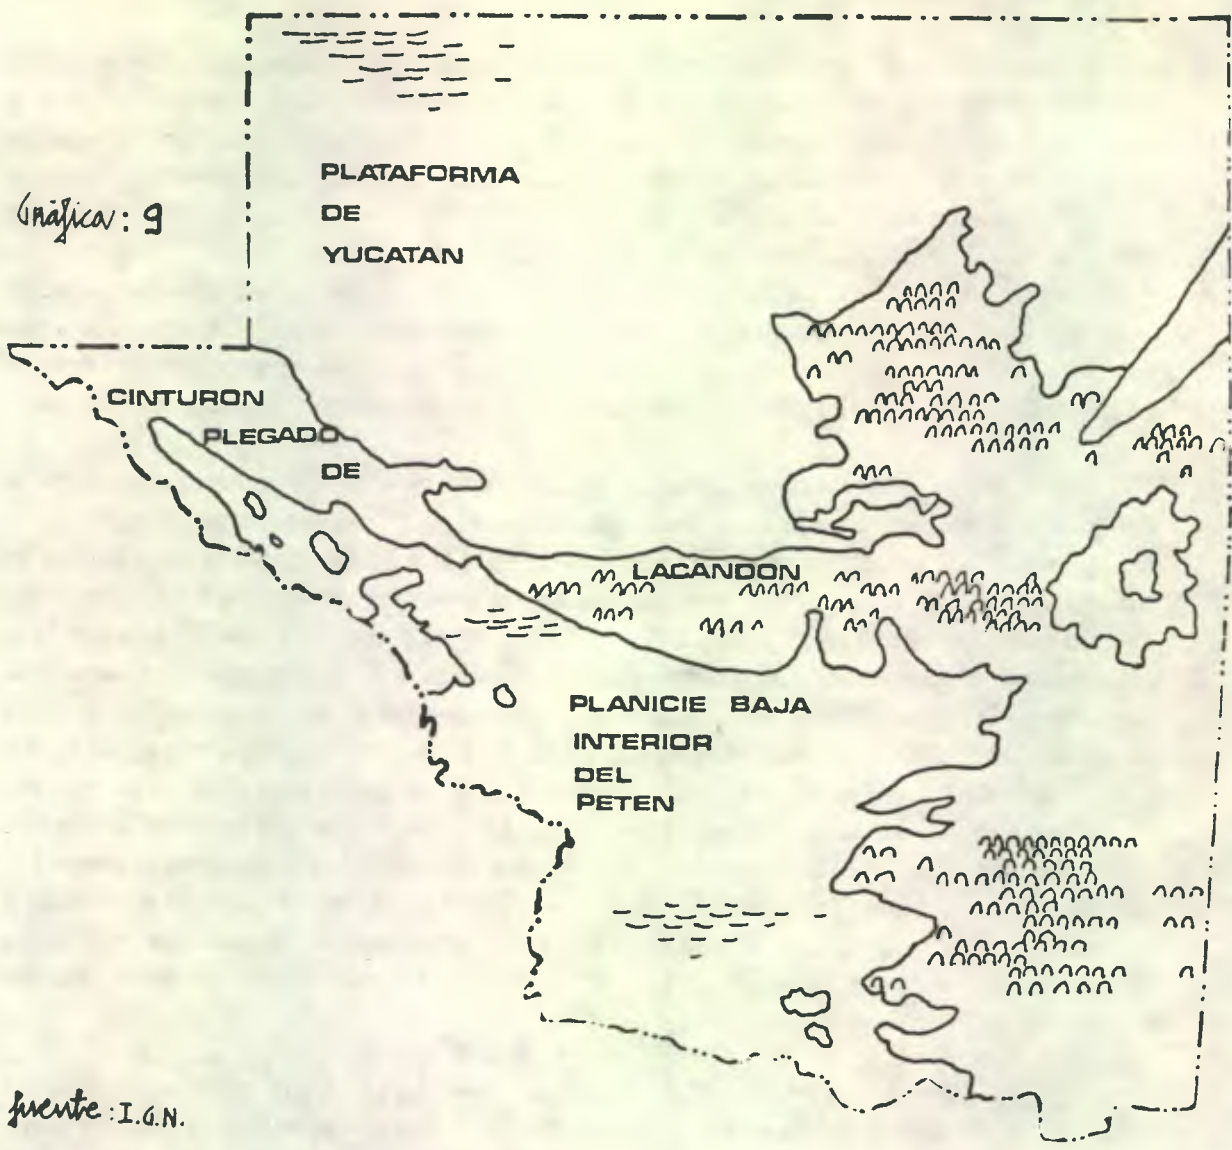 PLATAFORMA
DE
YUCATAN
Gráfica: 9
CINTURON
PLEGADO
DE
LACANDON
PLANICIE BAJA
INTERIOR
DEL
PETEN
fuente: I.G.N.